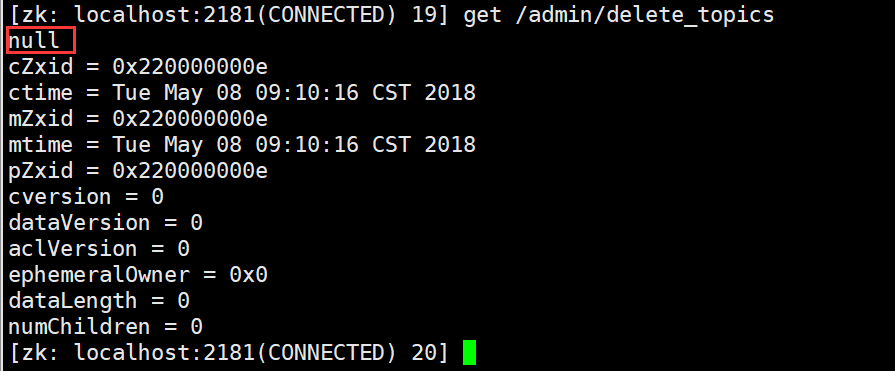 [zk: localhost:2181(CONNECTED) 19] get /admin/delete_topics
null
cZxid = 0x220000000e
ctime = Tue May 08 09:10:16 CST 2018
mZxid = 0x220000000e
mtime = Tue May 08 09:10:16 CST 2018
pZxid = 0x220000000e
cversion = 0
dataVersion = 0
aclVersion = 0
ephemeralOwner = 0x0
dataLength = 0
numChildren = 0
[zk: localhost:2181(CONNECTED) 20]